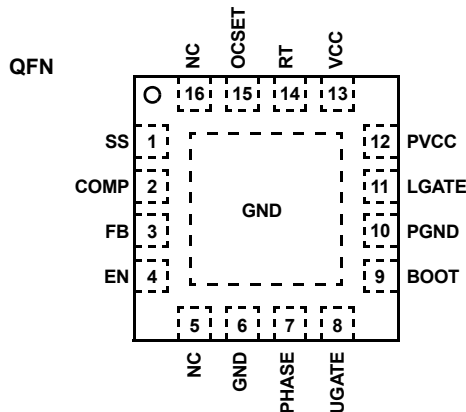 QFN
NC OCSET RT VCC
16 15 14 13
SS 1 12 PVCC
COMP 2 11 LGATE
GND
FB 3 10 PGND
EN 4 9 BOOT
5 6 7 8
NC GND PHASE UGATE